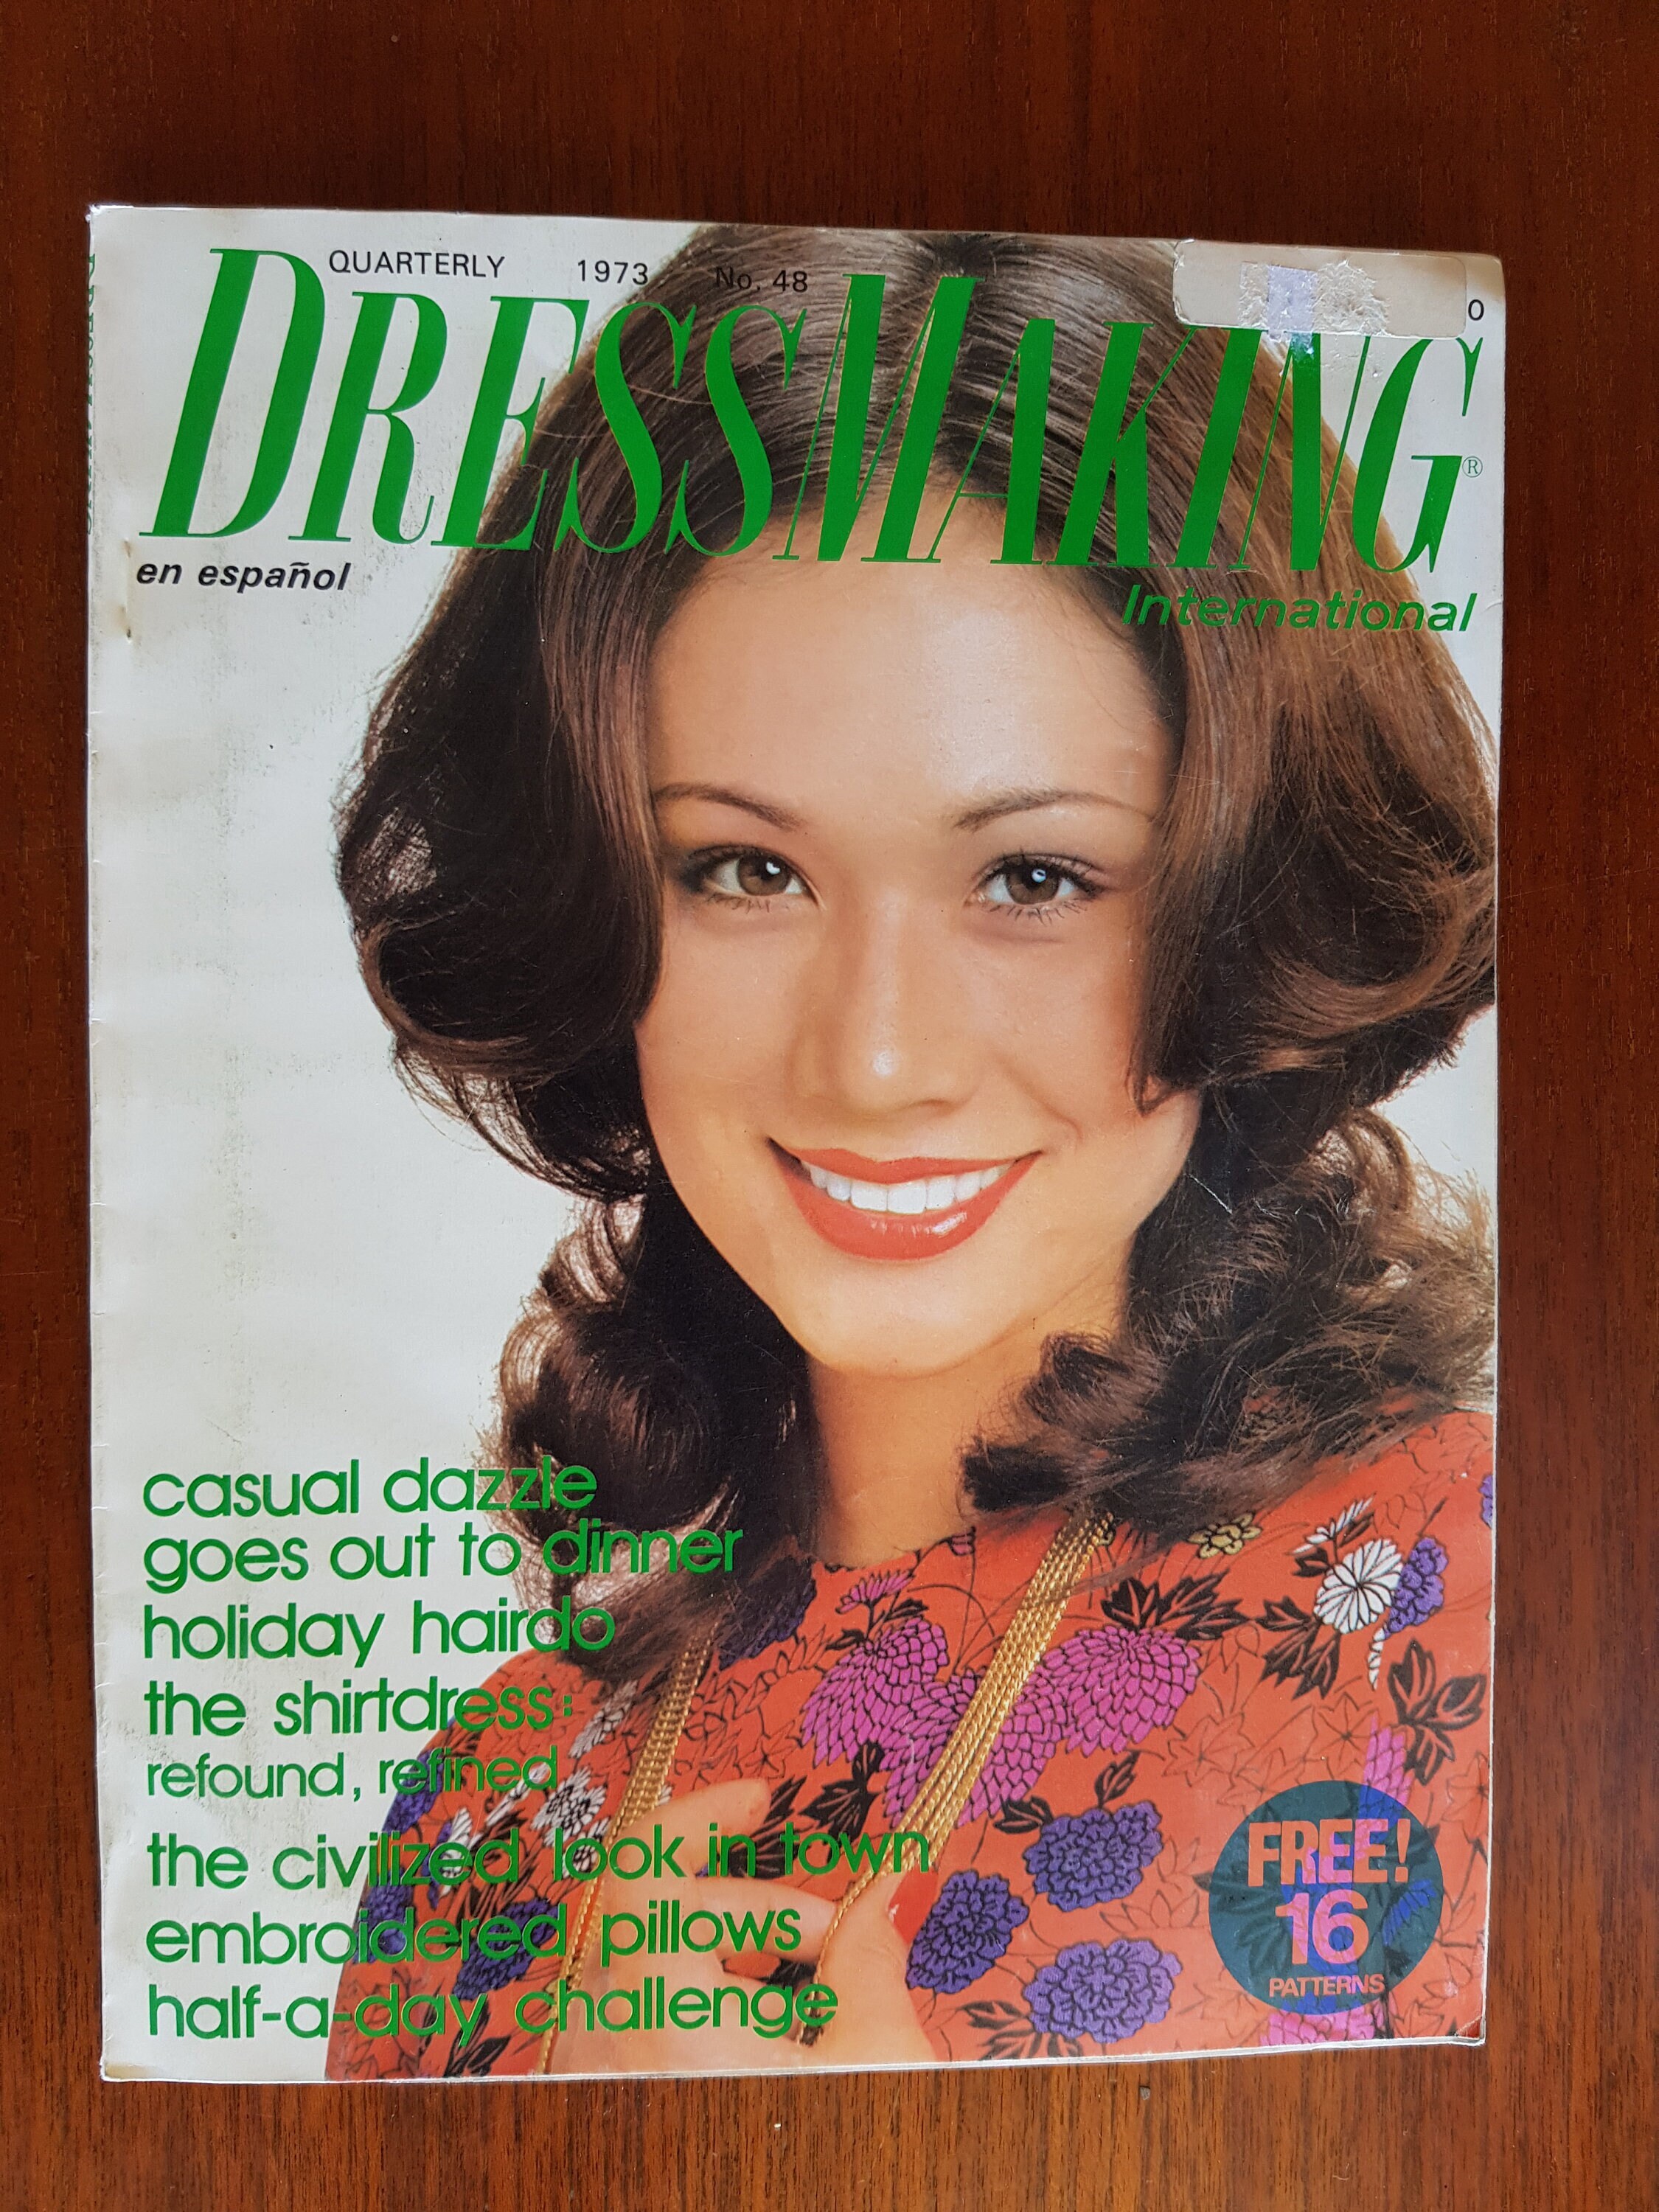 QUARTERLY 1973 No. 48
0
DRESSMAKING®
en español
International
casual dazzle
goes out to dinner
holiday hairdo
the shirtdress:
refound, refined
the civilized look in town
embroidered pillows
half-a-day challenge
FREE!
16
PATTERNS